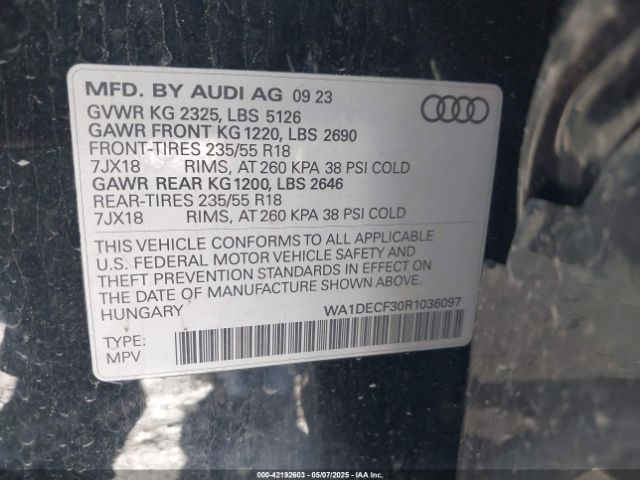 MFD. BY AUDI AG 09 23
GVWR KG 2325, LBS 5126
GAWR FRONT KG 1220, LBS 2690
FRONT-TIRES 235/55 R18
7JX18 RIMS, AT 260 KPA 38 PSI COLD
GAWR REAR KG 1200, LBS 2646
REAR-TIRES 235/55 R18
7JX18 RIMS, AT 260 KPA 38 PSI COLD
THIS VEHICLE CONFORMS TO ALL APPLICABLE
U.S. FEDERAL MOTOR VEHICLE SAFETY AND
THEFT PREVENTION STANDARDS IN EFFECT ON
THE DATE OF MANUFACTURE SHOWN ABOVE.
HUNGARY WA1DECF30R1036097
TYPE:
MPV
000-42192603 - 05/07/2025 - IAAC